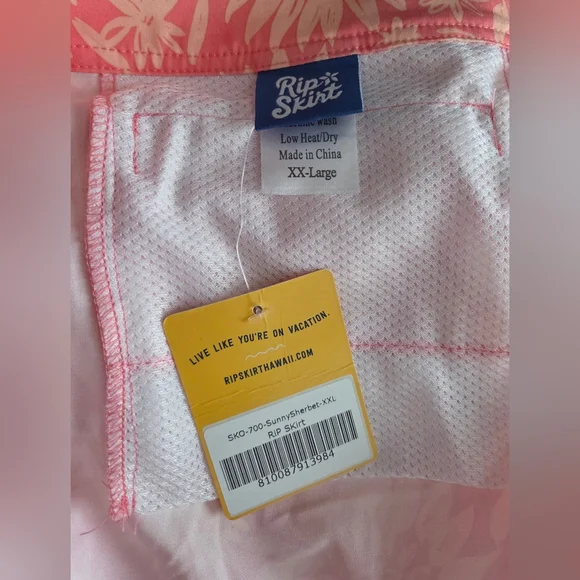 Rip
Skirt
Low Heat/Dry
Made in China
XX-Large
LIVE LIKE YOU'RE ON VACATION.
RIPSKIRTHAWAII.COM
SKO-700-SunnySherbet-XXL
RiP SKirt
810087913984